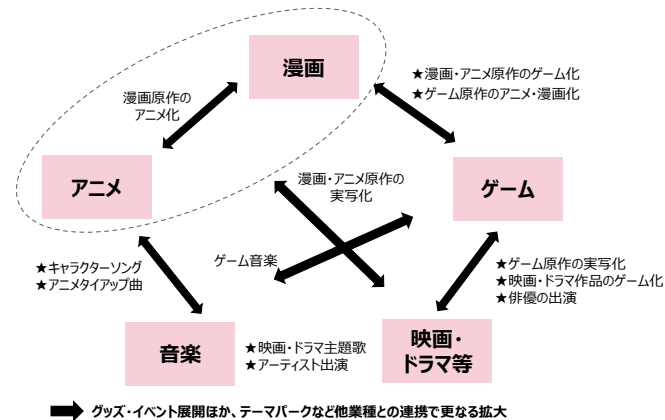 漫画
★漫画・アニメ原作のゲーム化
★ゲーム原作のアニメ・漫画化
漫画原作の
アニメ化
アニメ
漫画・アニメ原作の
実写化
ゲーム
★キャラクターソング
★アニメタイアップ曲
ゲーム音楽
★ゲーム原作の実写化
★映画・ドラマ作品のゲーム化
★俳優の出演
音楽
★映画・ドラマ主題歌
★アーティスト出演
映画・
ドラマ等
グッズ・イベント展開ほか、テーマパークなど他業種との連携で更なる拡大